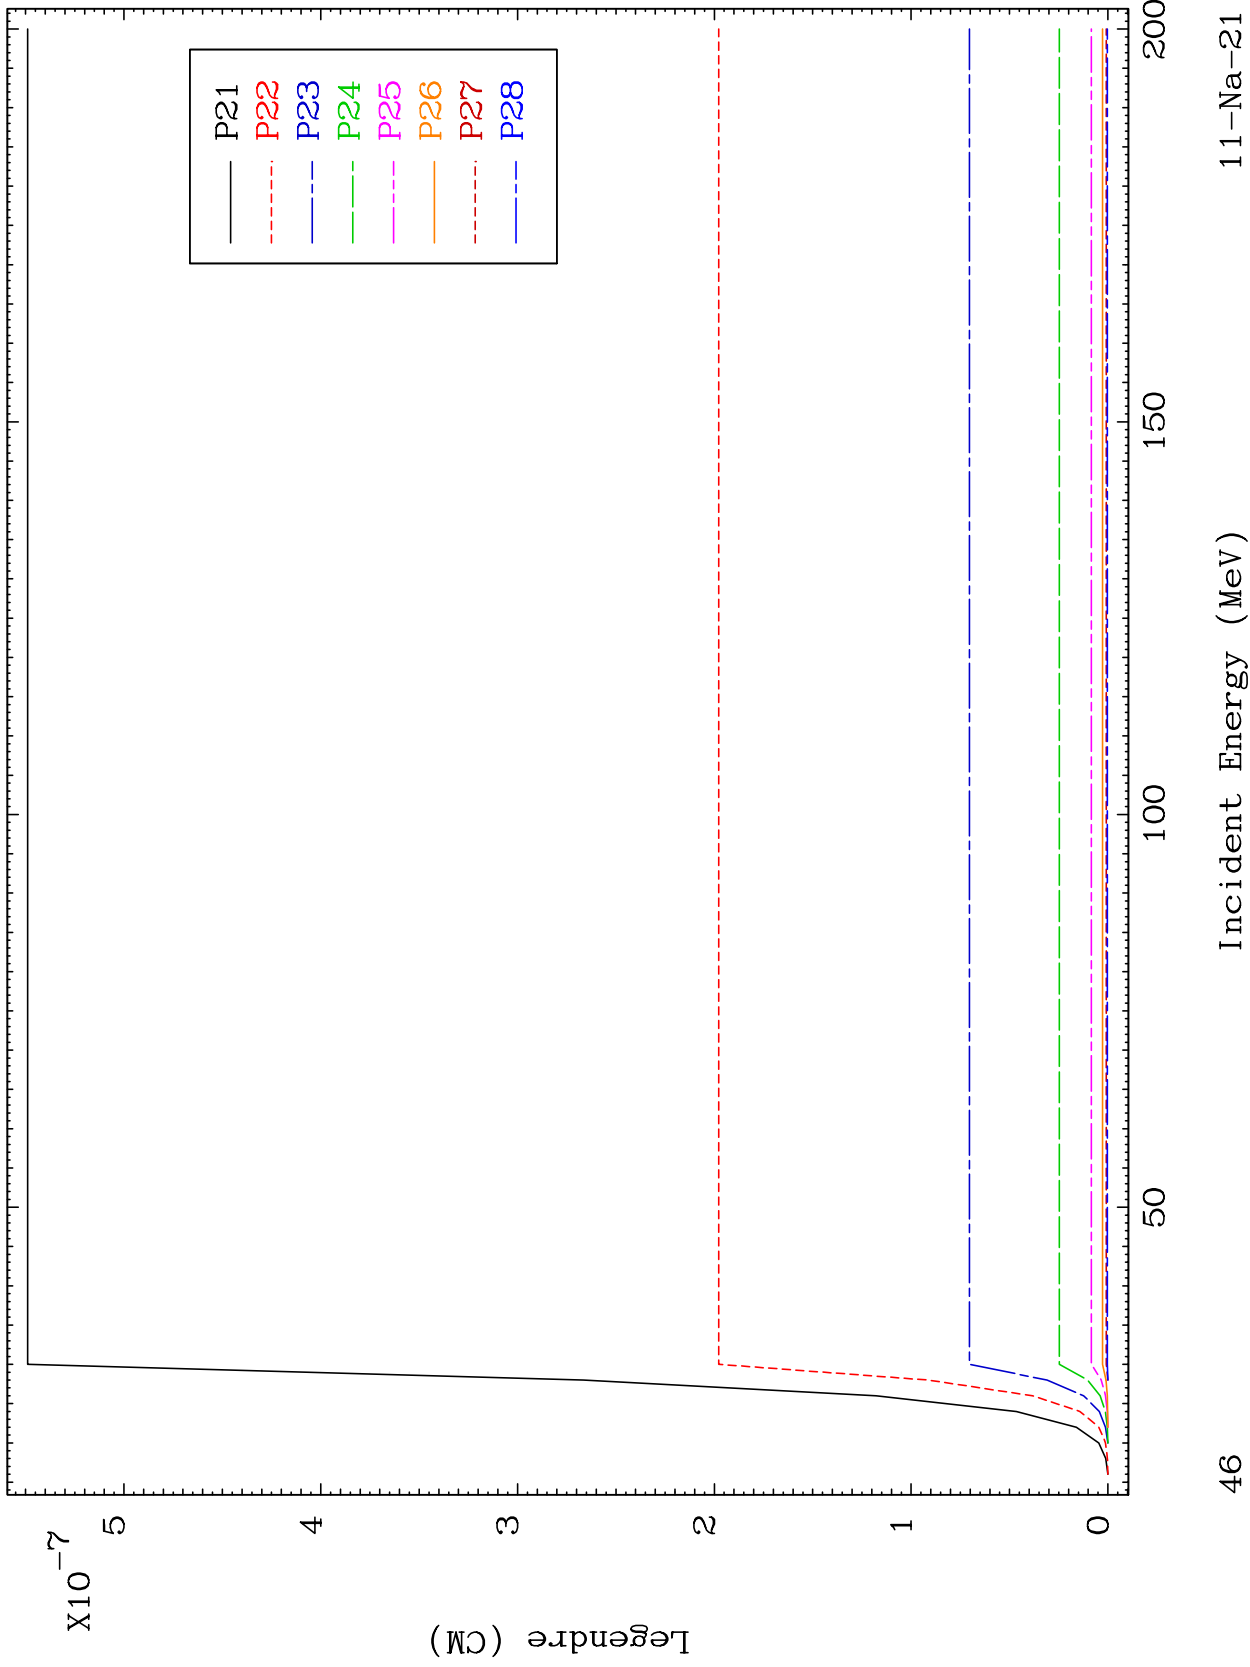 X10-7
5
4
3
2
1
0
Legendre (CM)
P21
P22
P23
P24
P25
P26
P27
P28
50
100
150
200
Incident Energy (MeV)
46
11-Na-21